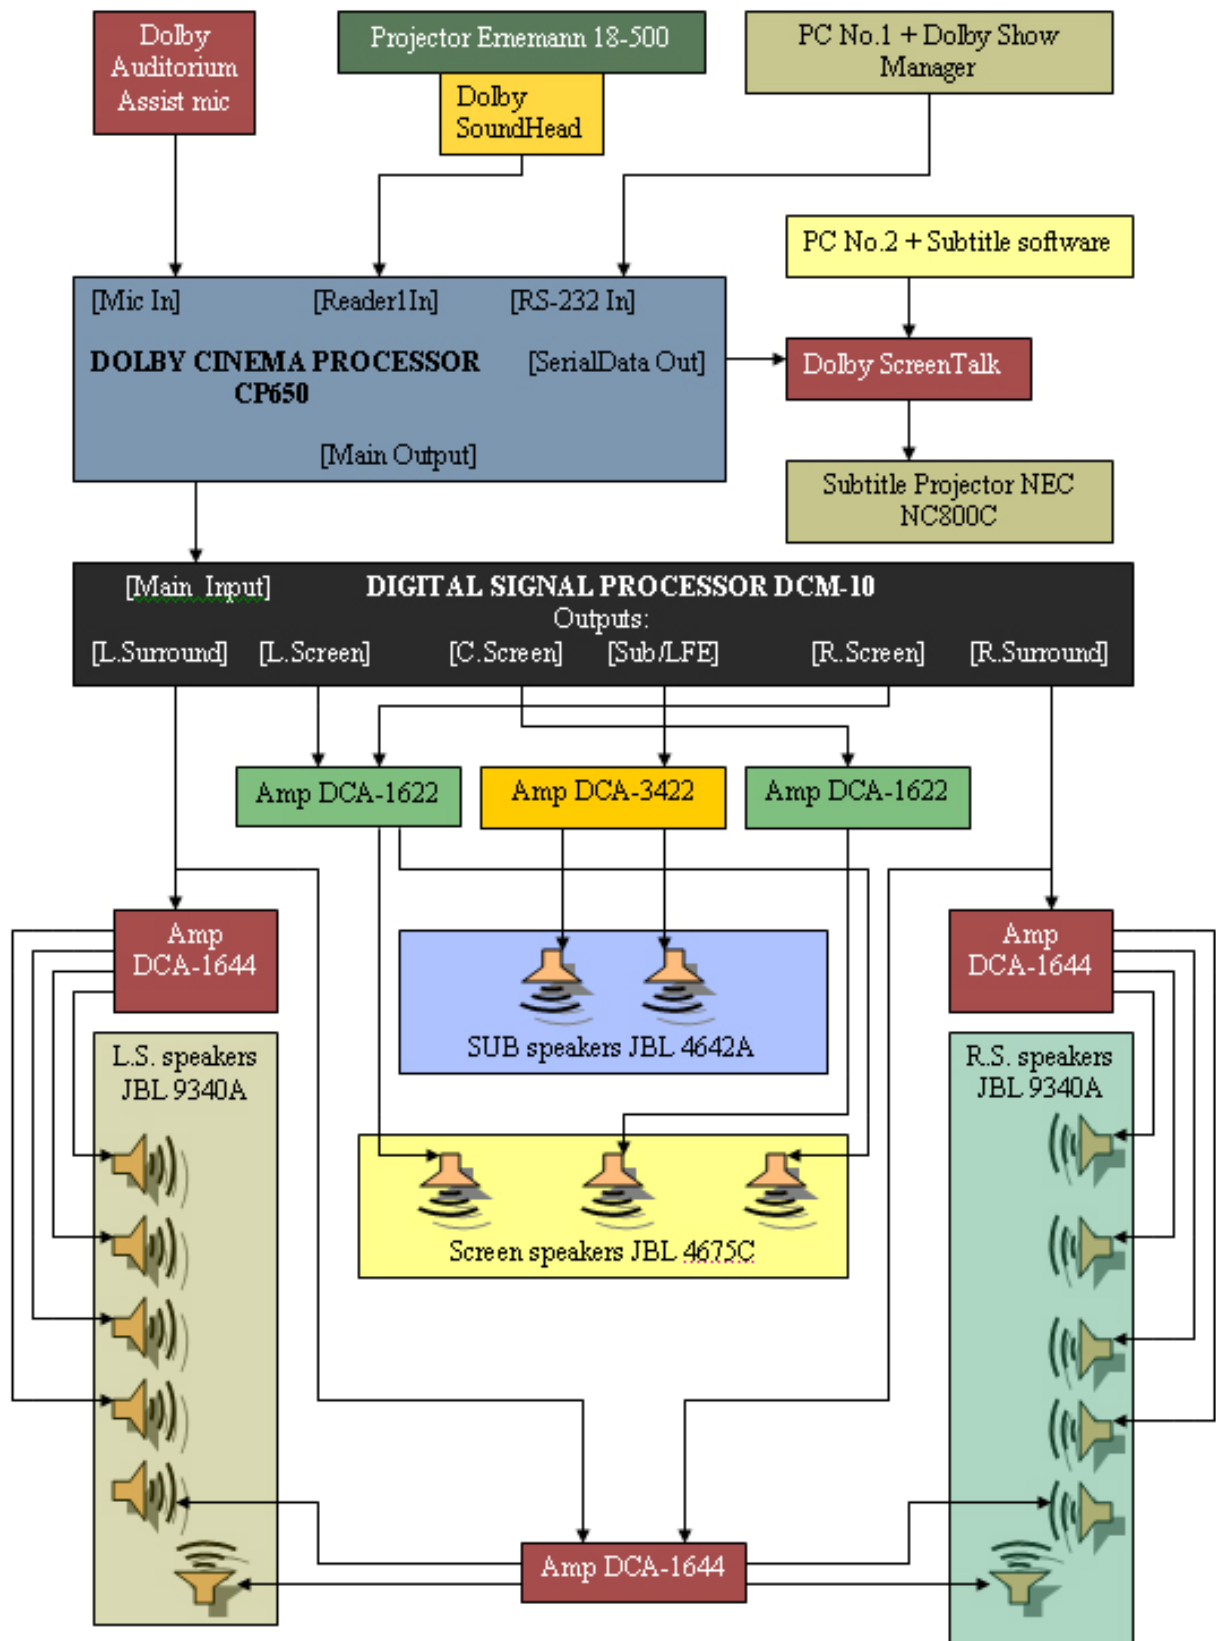 Dolby
Auditorium
Assist mic
Projector Ernemann 18-500
Dolby
SoundHead
PC No.1 + Dolby Show
Manager
PC No.2 + Subtitle software
[Mic In]
[Reader1In]
[RS-232 In]
DOLBY CINEMA PROCESSOR
CP650
[SerialData Out]
[Main Output]
Dolby ScreenTalk
Subtitle Projector NEC
NC800C
[Main Input]
DIGITAL SIGNAL PROCESSOR DCM-10
Outputs:
[L.Surround]
[L.Screen]
[C.Screen]
[Sub/LFE]
[R.Screen]
[R.Surround]
Amp DCA-1622
Amp DCA-3422
Amp DCA-1622
Amp
DCA-1644
Amp
DCA-1644
SUB speakers JBL 4642A
L.S. speakers
JBL 9340A
R.S. speakers
JBL 9340A
Screen speakers JBL 4675C
Amp DCA-1644